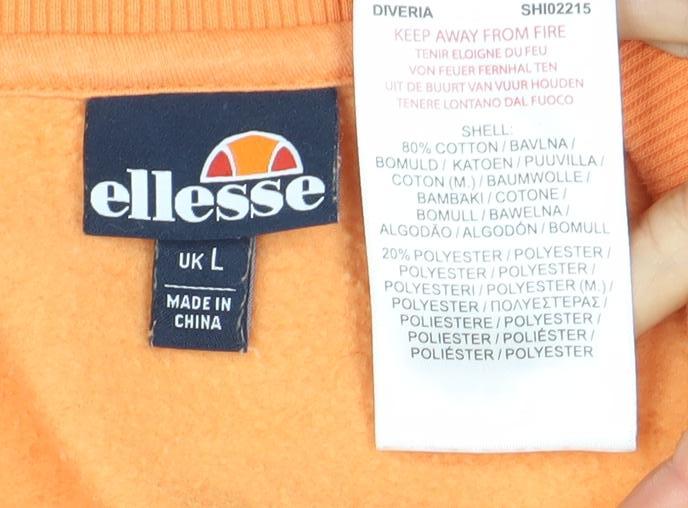 ellesse
UK L
MADE IN
CHINA
DIVERIA SHI02215
KEEP AWAY FROM FIRE
TENIR ELOIGNE DU FEU
VON FEUER FERNHAL TEN
UIT DE BUURT VAN VUUR HOUDEN
TENERE LONTANO DAL FUOCO
SHELL:
80% COTTON / BAVLNA /
BOMULD / KATOEN / PUUVILLA /
COTON (M.) / BAUMWOLLE /
BAMBAKI / COTONE /
BOMULL / BAWELNA /
ALGODÃO / ALGODÓN / BOMULL
20% POLYESTER / POLYESTER /
POLYESTER / POLYESTER /
POLYESTERI / POLYESTER (M.) /
POLYESTER / ΠΟΛΥΕΣΤΕΡΑΣ /
POLIESTERE / POLYESTER /
POLIESTER / POLIÉSTER /
POLIÉSTER / POLYESTER